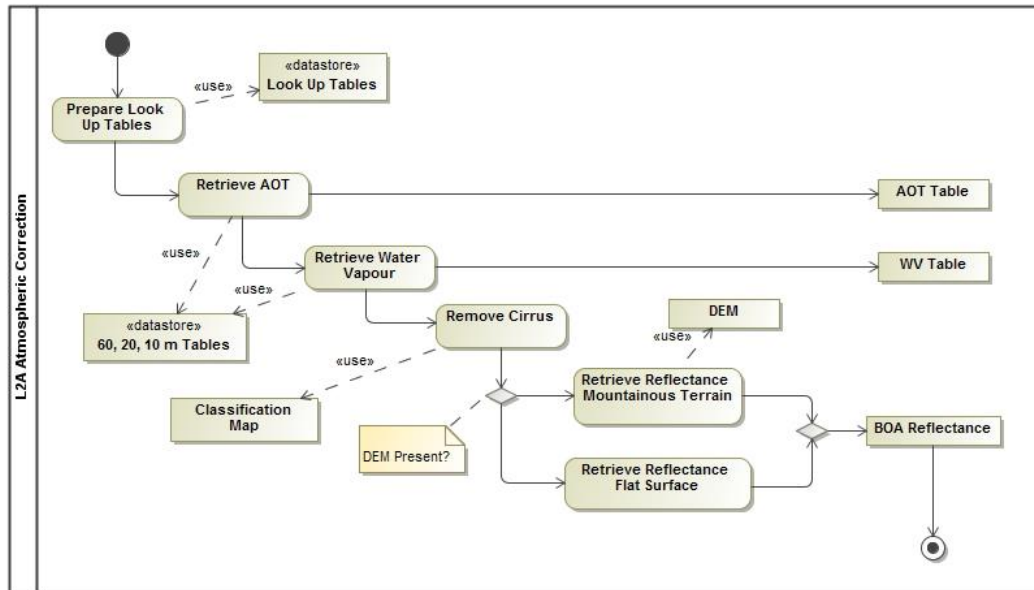 L2A Atmospheric Correction
«datastore»
Look Up Tables
«use»
Prepare Look
Up Tables
Retrieve AOT
AOT Table
«use»
Retrieve Water
Vapour
WV Table
«use»
«datastore»
60, 20, 10 m Tables
Remove Cirrus
DEM
«use»
«use»
Retrieve Reflectance
Mountainous Terrain
Classification
Map
BOA Reflectance
DEM Present?
Retrieve Reflectance
Flat Surface